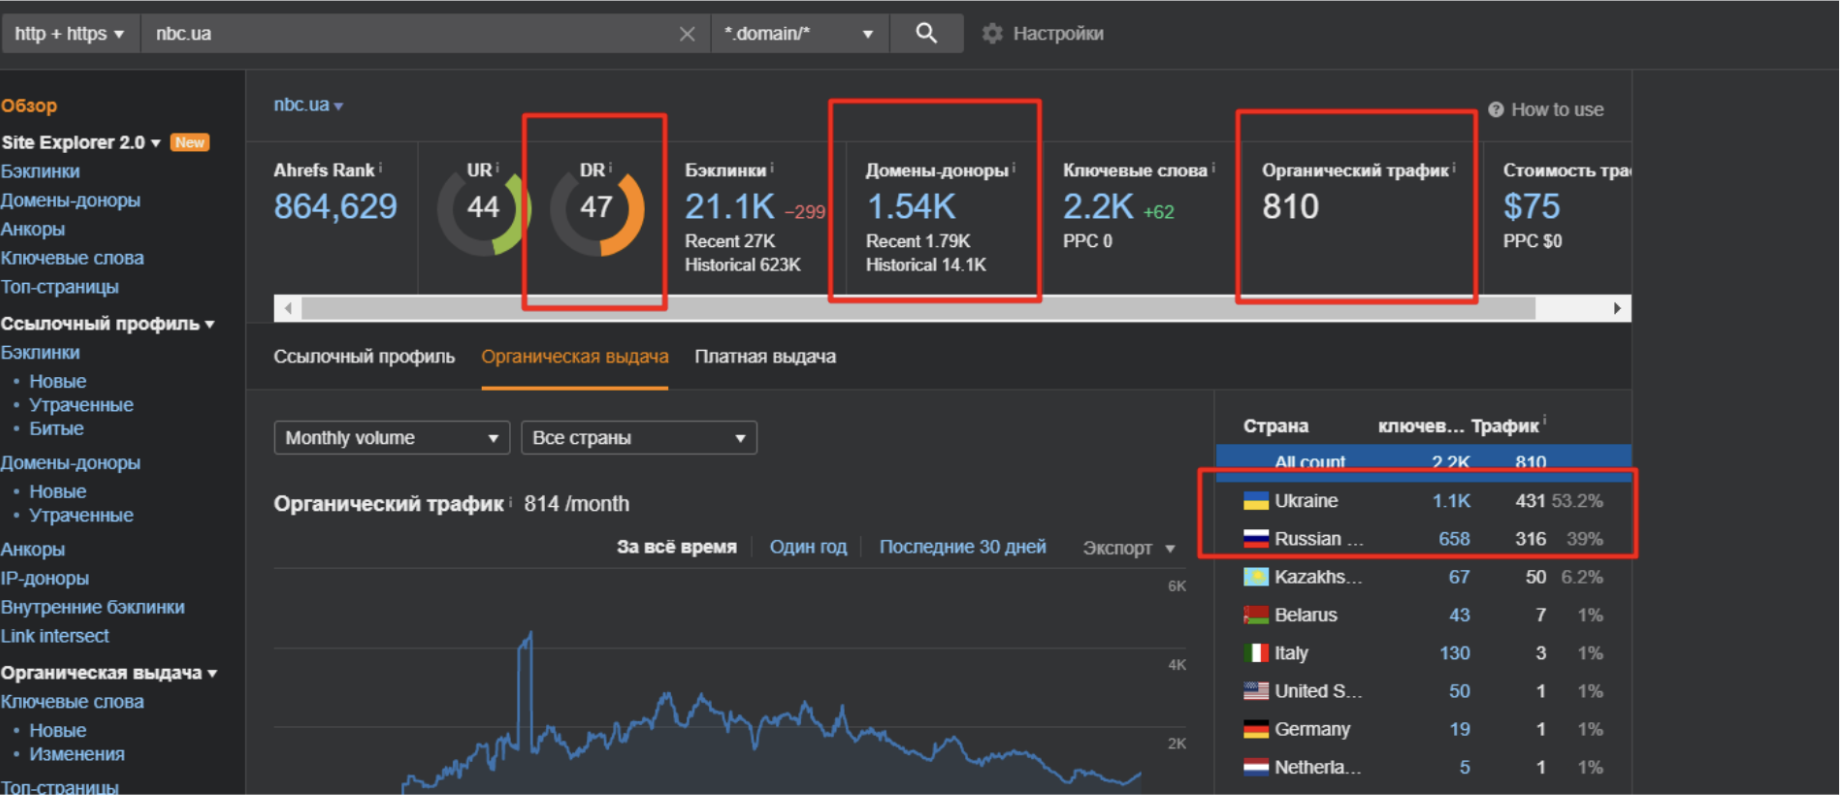 http + https
nbc.ua
*.domain/*
Настройки
Обзор
Site Explorer 2.0 New
Бэклинки
Домены-доноры
Анкоры
Ключевые слова
Топ-страницы
Ссылочный профиль
Бэклинки
• Новые
• Утраченные
• Битые
Домены-доноры
• Новые
• Утраченные
Анкоры
IP-доноры
Внутренние бэклинки
Link intersect
Органическая выдача
Ключевые слова
• Новые
• Изменения
Топ-страницы
nbc.ua
How to use
Ahrefs Rank i
864,629
UR i
44
DR i
47
Бэклинки i
21.1K −299
Recent 27K
Historical 623K
Домены-доноры i
1.54K
Recent 1.79K
Historical 14.1K
Ключевые слова i
2.2K +62
PPC 0
Органический трафик i
810
Стоимость тра
$75
PPC $0
Ссылочный профиль
Органическая выдача
Платная выдача
Monthly volume
Все страны
Органический трафик i 814 /month
За всё время
Один год
Последние 30 дней
Экспорт
6K
4K
2K
Страна ключев... Трафик i
All count 2.2K 810
Ukraine 1.1K 431 53.2%
Russian ... 658 316 39%
Kazakhs... 67 50 6.2%
Belarus 43 7 1%
Italy 130 3 1%
United S... 50 1 1%
Germany 19 1 1%
Netherla... 5 1 1%